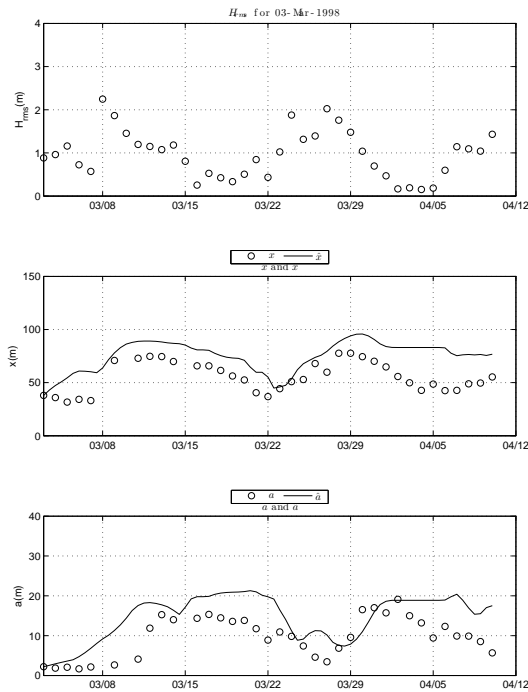 H_rms for 03-Mar-1998
4
3
2
1
0
H_rms(m)
03/08 03/15 03/22 03/29 04/05 04/12
x x̂
x and x
150
100
50
0
x(m)
03/08 03/15 03/22 03/29 04/05 04/12
a â
a and a
40
30
20
10
0
a(m)
03/08 03/15 03/22 03/29 04/05 04/12